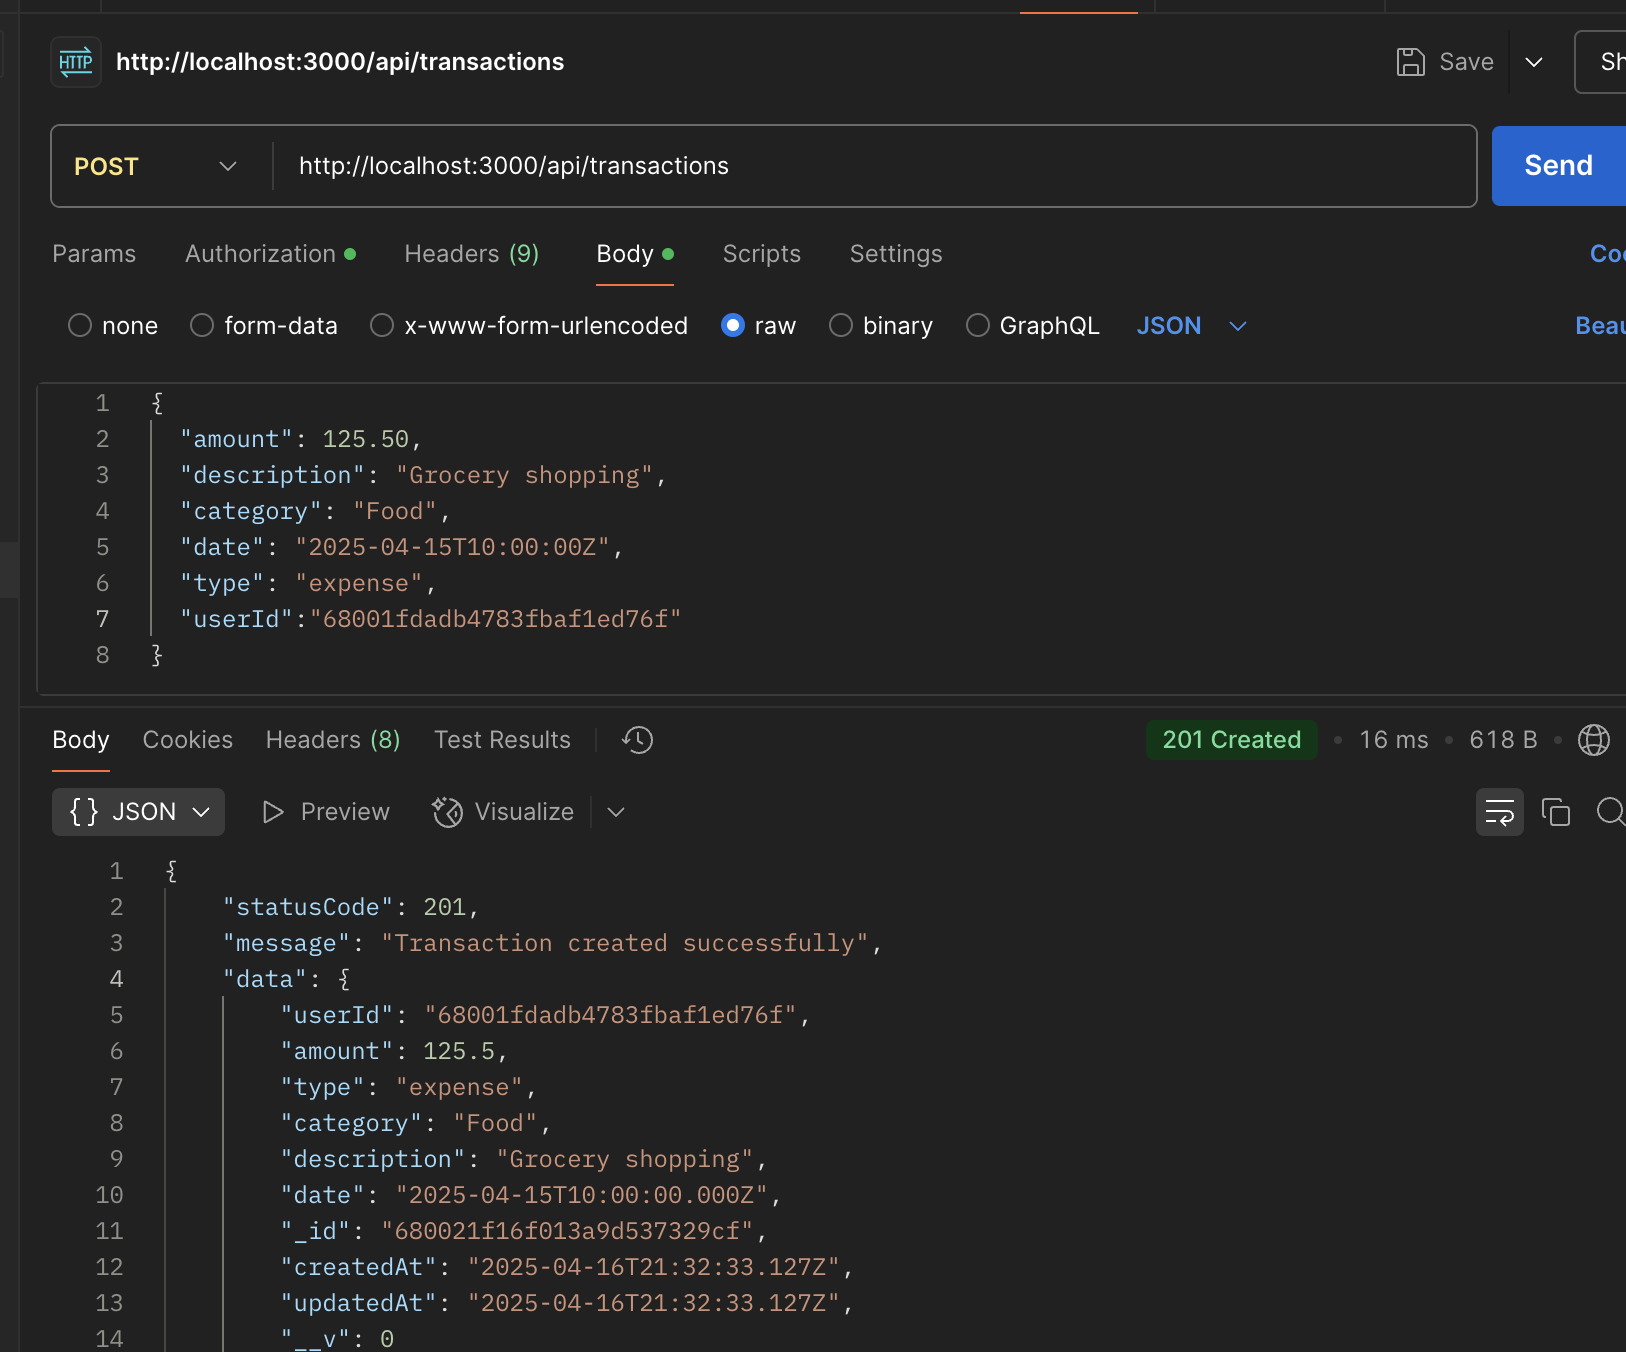 HTTP http://localhost:3000/api/transactions Save
POST http://localhost:3000/api/transactions Send
Params Authorization Headers (9) Body Scripts Settings
none form-data x-www-form-urlencoded raw binary GraphQL JSON
1 {
2 "amount": 125.50,
3 "description": "Grocery shopping",
4 "category": "Food",
5 "date": "2025-04-15T10:00:00Z",
6 "type": "expense",
7 "userId":"68001fdadb4783fbaf1ed76f"
8 }
Body Cookies Headers (8) Test Results 201 Created • 16 ms • 618 B •
{} JSON Preview Visualize
1 {
2 "statusCode": 201,
3 "message": "Transaction created successfully",
4 "data": {
5 "userId": "68001fdadb4783fbaf1ed76f",
6 "amount": 125.5,
7 "type": "expense",
8 "category": "Food",
9 "description": "Grocery shopping",
10 "date": "2025-04-15T10:00:00.000Z",
11 "_id": "680021f16f013a9d537329cf",
12 "createdAt": "2025-04-16T21:32:33.127Z",
13 "updatedAt": "2025-04-16T21:32:33.127Z",
14 "__v": 0